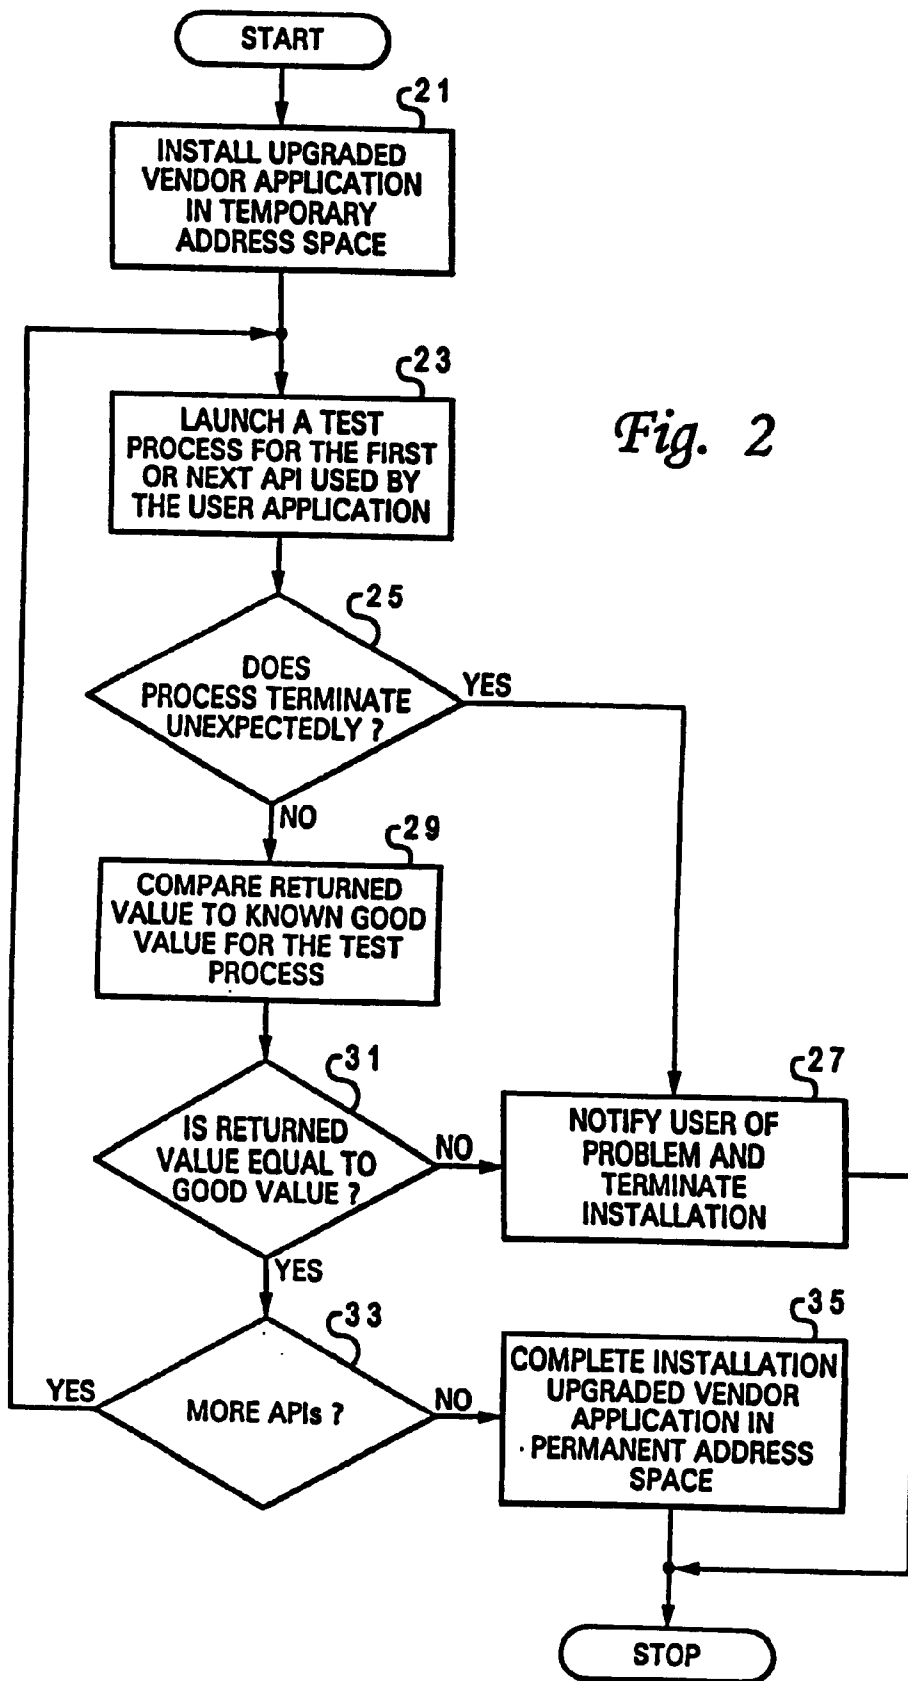 START
21
INSTALL UPGRADED
VENDOR APPLICATION
IN TEMPORARY
ADDRESS SPACE
23
LAUNCH A TEST
PROCESS FOR THE FIRST
OR NEXT API USED BY
THE USER APPLICATION
Fig. 2
25
DOES
PROCESS TERMINATE
UNEXPECTEDLY ?
YES
NO
29
COMPARE RETURNED
VALUE TO KNOWN GOOD
VALUE FOR THE TEST
PROCESS
31
IS RETURNED
VALUE EQUAL TO
GOOD VALUE ?
NO
YES
27
NOTIFY USER OF
PROBLEM AND
TERMINATE
INSTALLATION
33
MORE APIs ?
YES
NO
35
COMPLETE INSTALLATION
UPGRADED VENDOR
APPLICATION IN
PERMANENT ADDRESS
SPACE
STOP